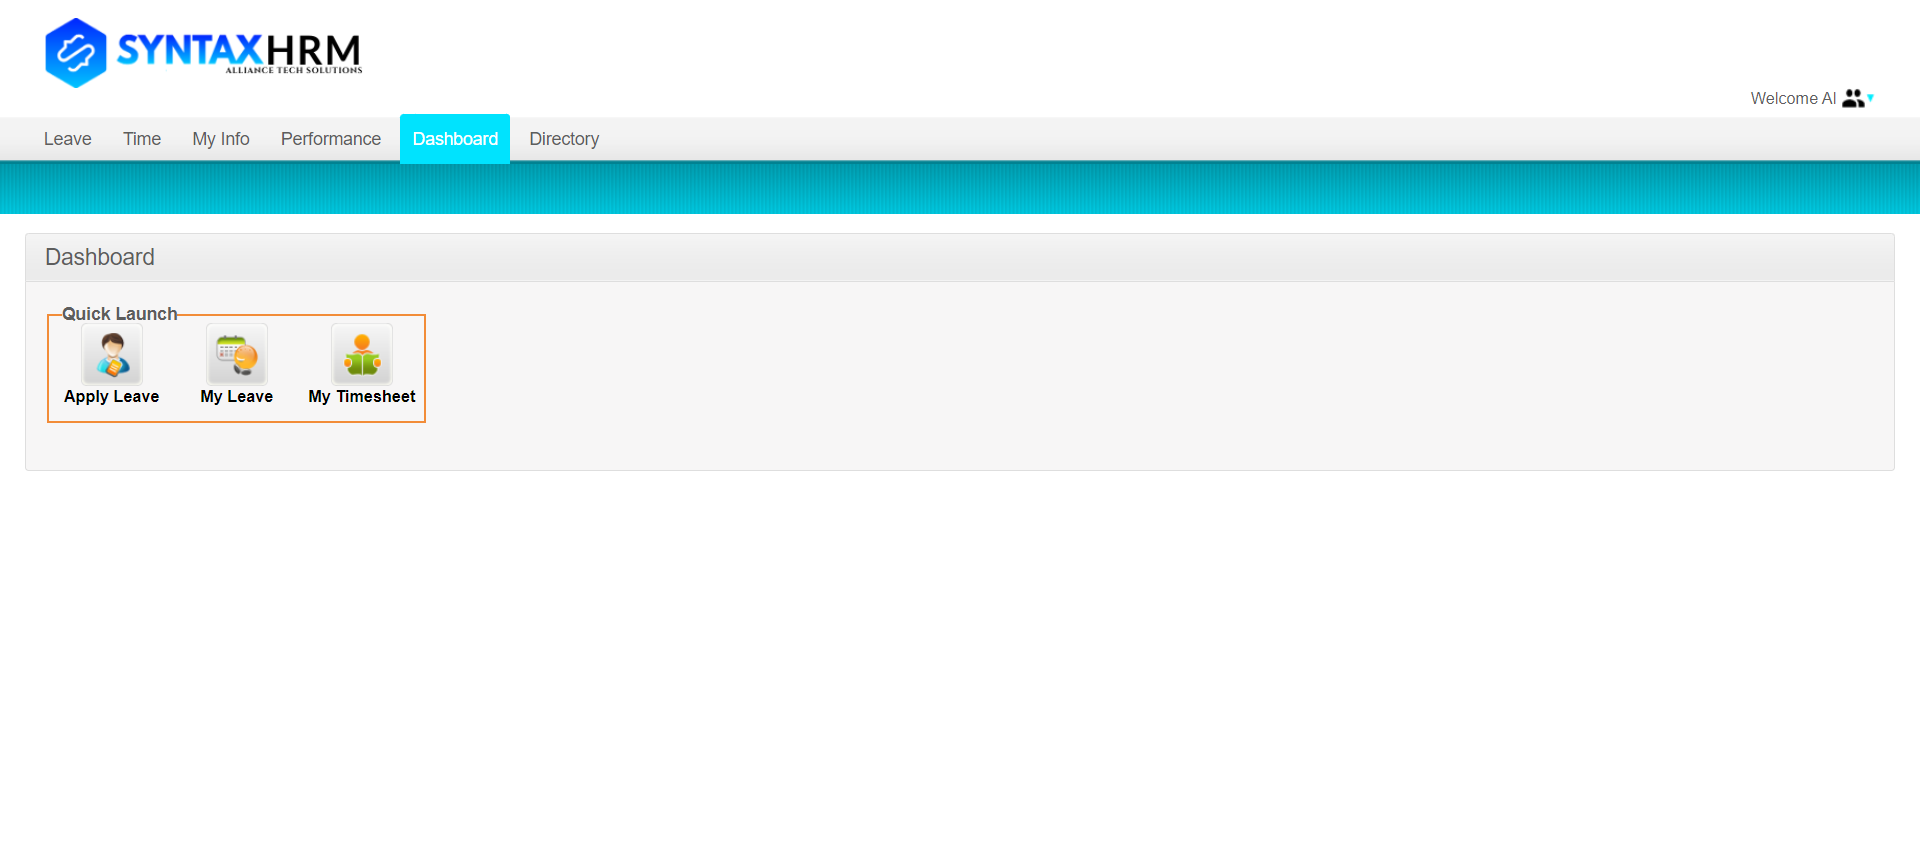 SYNTAXHRM
ALLIANCE TECH SOLUTIONS
Welcome AI
Leave Time My Info Performance Dashboard Directory
Dashboard
Quick Launch
Apply Leave My Leave My Timesheet